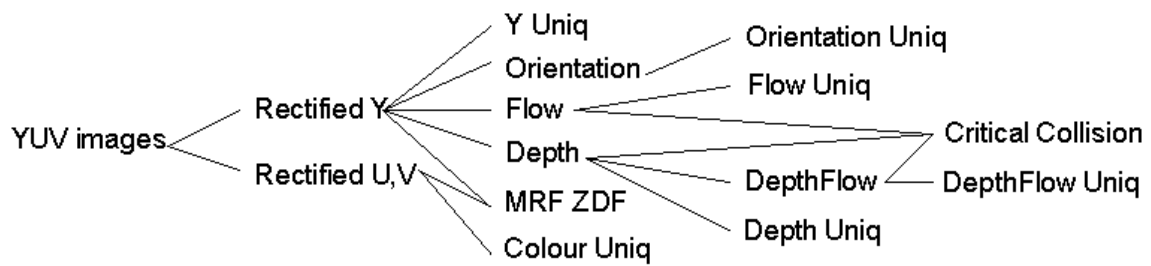 YUV images
Rectified Y
Rectified U,V
Y Uniq
Orientation
Flow
Depth
MRF ZDF
Colour Uniq
Orientation Uniq
Flow Uniq
DepthFlow
Depth Uniq
Critical Collision
DepthFlow Uniq